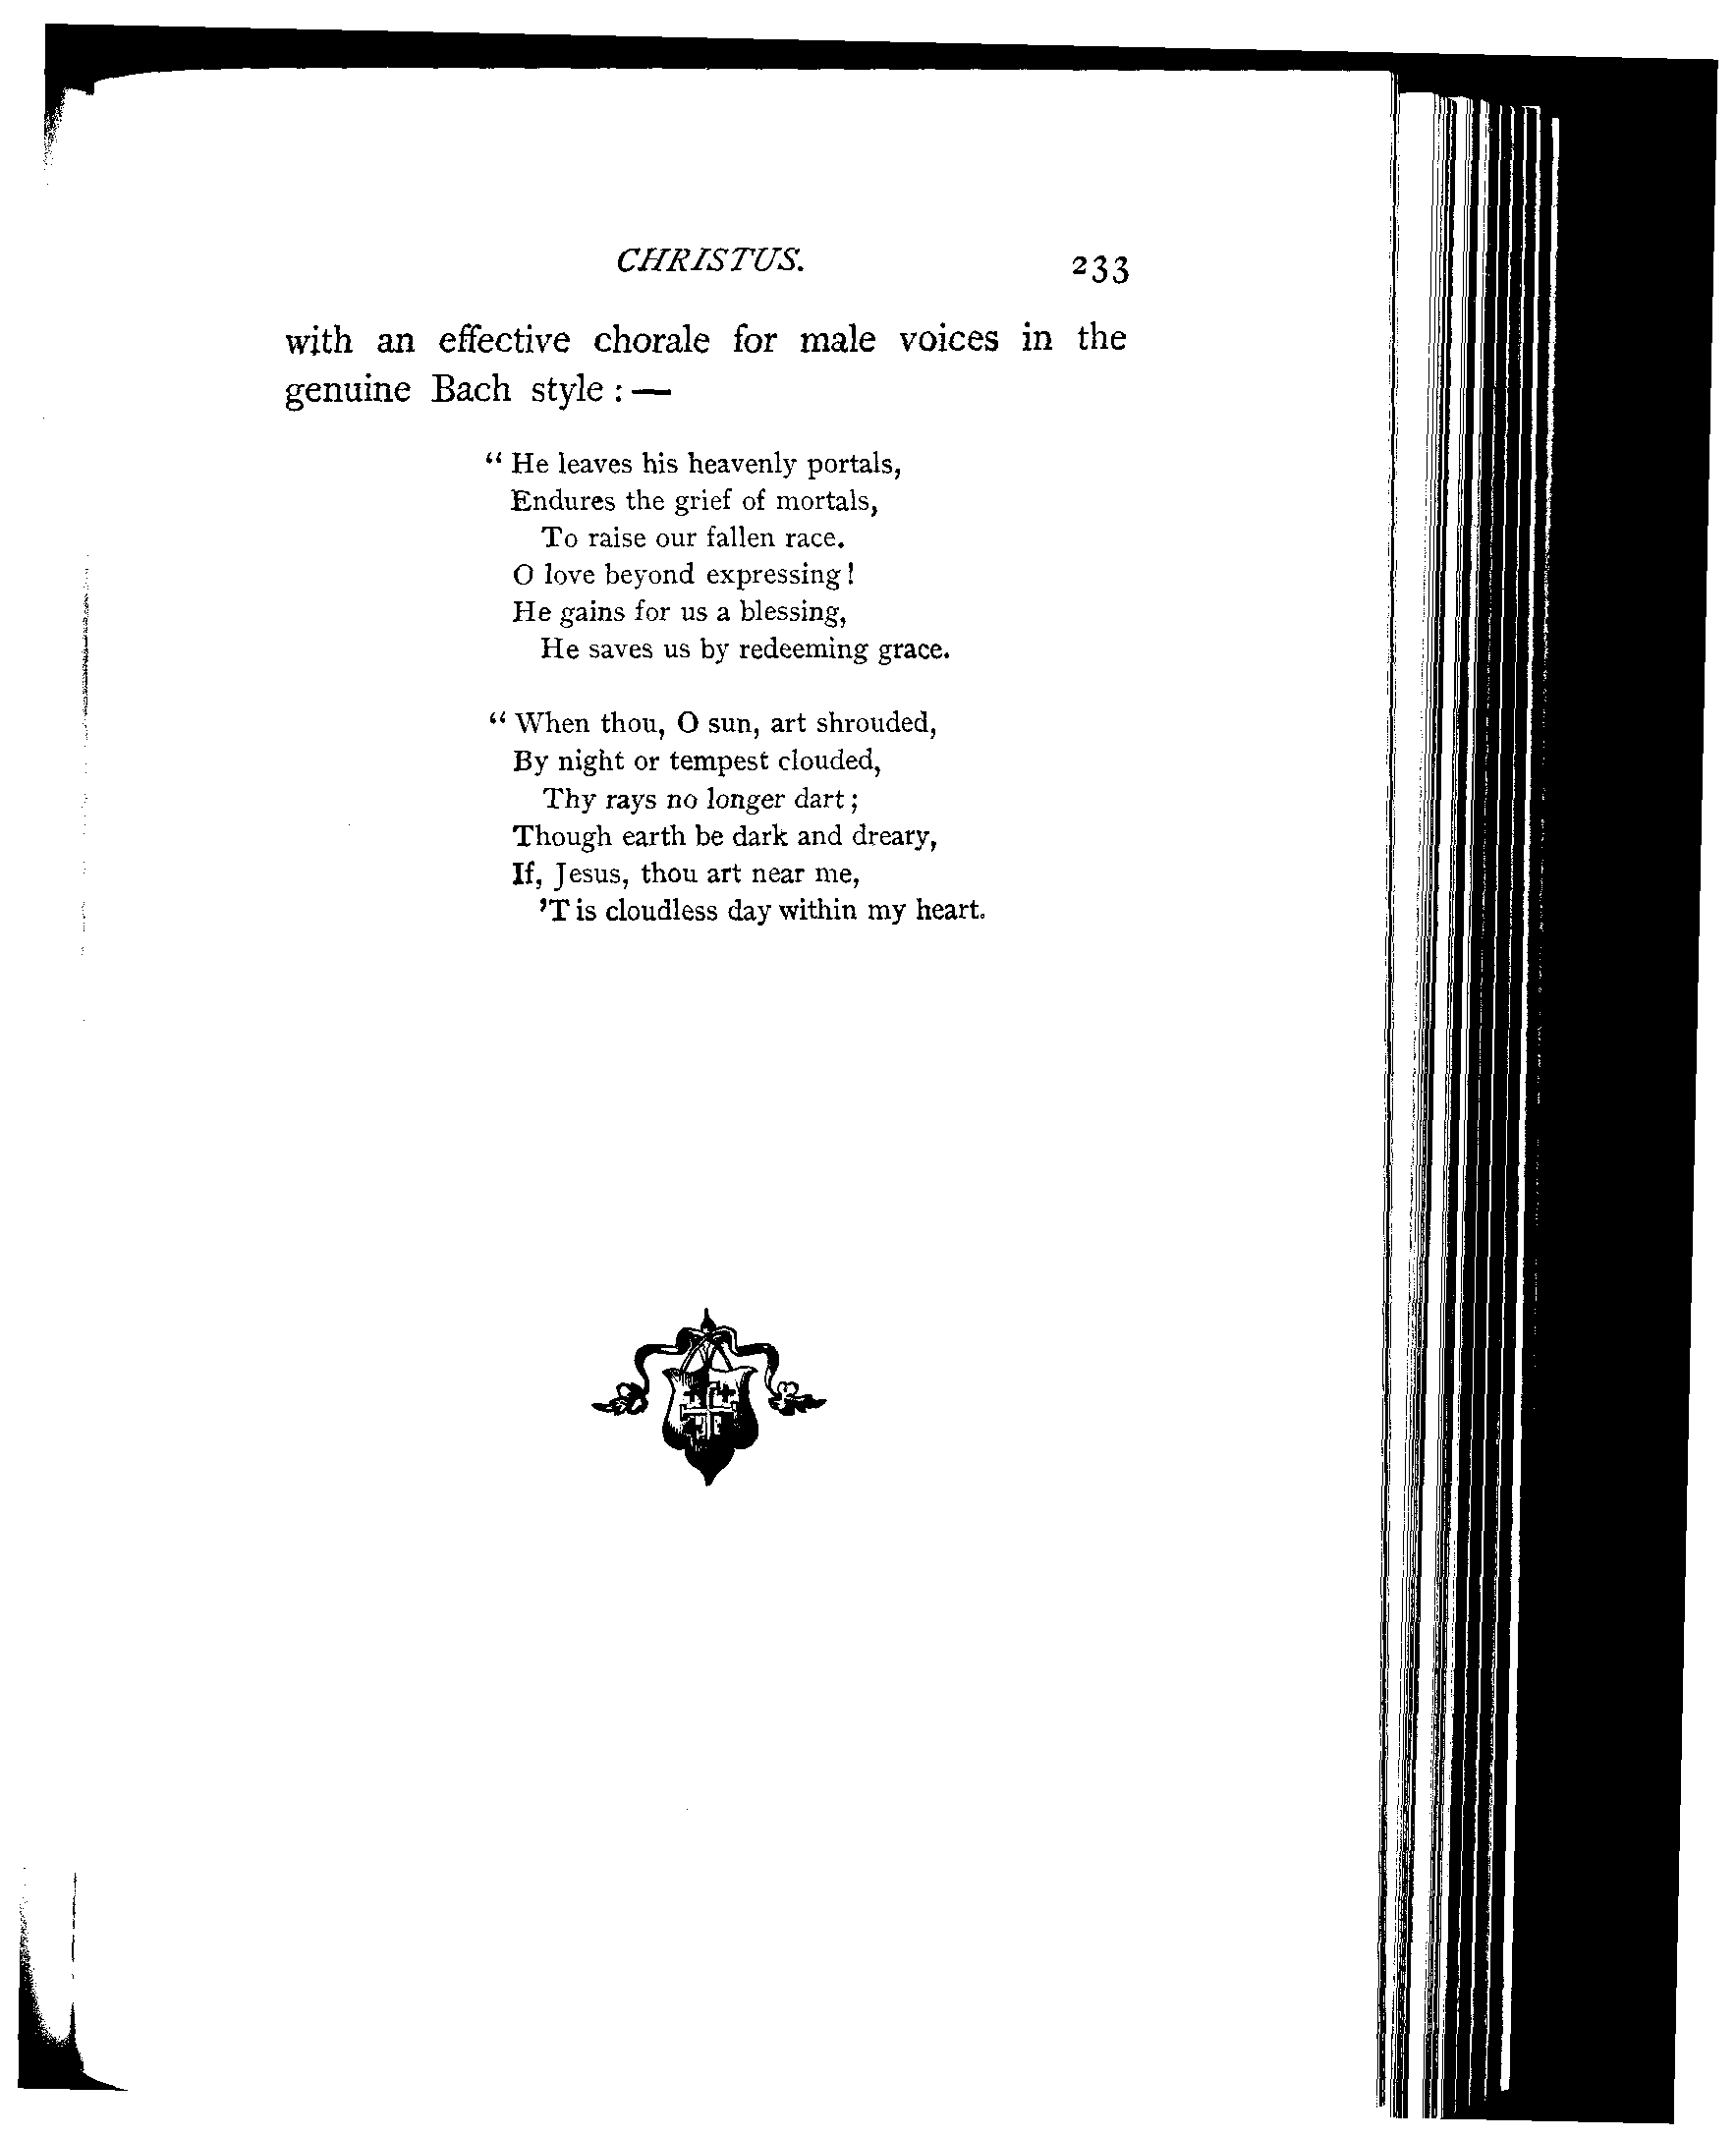 CHRISTUS. 233
with an effective chorale for male voices in the
genuine Bach style : —
“ He leaves his heavenly portals,
Endures the grief of mortals,
To raise our fallen race.
O love beyond expressing!
He gains for us a blessing,
He saves us by redeeming grace.
“ When thou, O sun, art shrouded,
By night or tempest clouded,
Thy rays no longer dart ;
Though earth be dark and dreary,
If, Jesus, thou art near me,
’T is cloudless day within my heart.